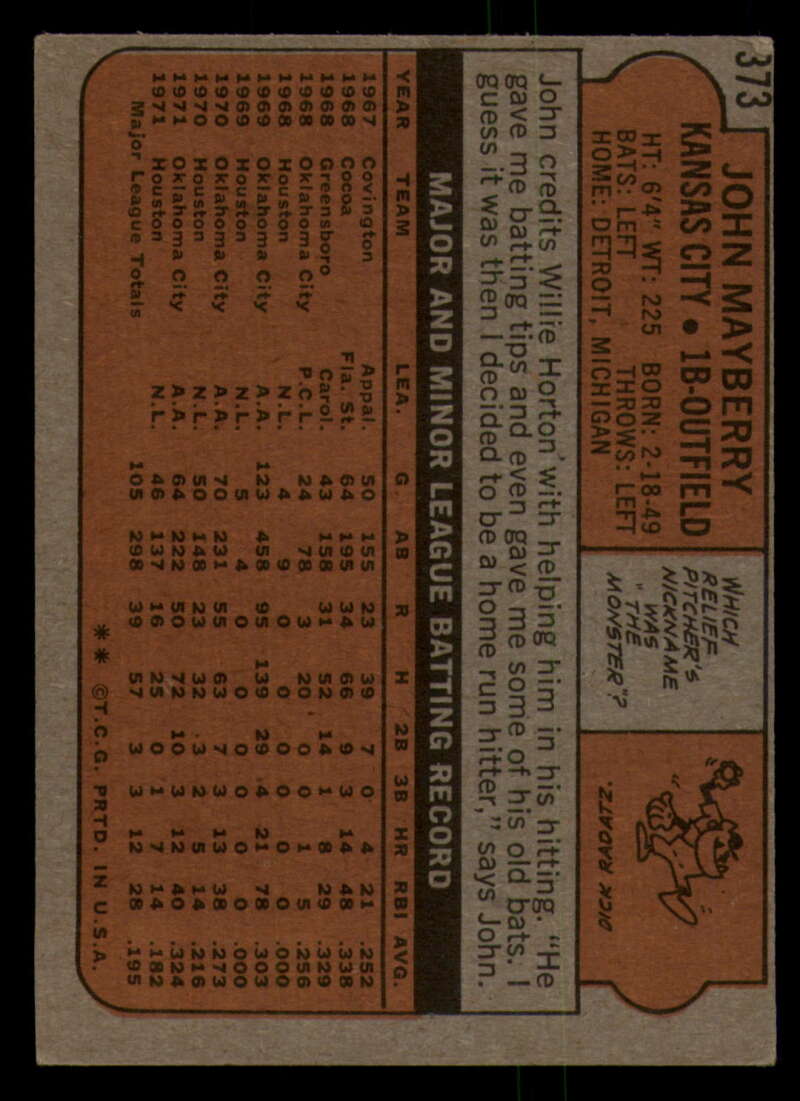 373
JOHN MAYBERRY
KANSAS CITY • 1B-OUTFIELD
HT: 6'4" WT: 225 BORN: 2-18-49
BATS: LEFT THROWS: LEFT
HOME: DETROIT, MICHIGAN
WHICH
RELIEF
PITCHER'S
NICKNAME
WAS
"THE
MONSTER"?
DICK RADATZ.
John credits Willie Horton with helping him in his hitting. "He
gave me batting tips and even gave me some of his old bats. I
guess it was then I decided to be a home run hitter," says John.
MAJOR AND MINOR LEAGUE BATTING RECORD
YEAR TEAM LEA. G AB R H 2B 3B HR RBI AVG.
1967 Covington Appal. 50 155 23 39 7 0 4 21 .252
1968 Cocoa Fla. St. 64 195 34 66 9 3 14 48 .338
1968 Greensboro Carol. 43 158 31 52 14 1 8 29 .329
1968 Oklahoma City P.C.L. 24 78 3 20 0 0 1 5 .256
1968 Houston N.L. 4 9 0 0 0 0 0 0 .000
1969 Oklahoma City A.A. 123 458 95 139 29 4 21 78 .303
1969 Houston N.L. 5 4 0 0 0 0 0 0 .000
1970 Oklahoma City A.A. 70 231 55 63 7 3 13 38 .273
1970 Houston N.L. 50 148 23 32 3 2 5 14 .216
1971 Oklahoma City A.A. 64 222 50 72 10 3 12 40 .324
1971 Houston N.L. 46 137 16 25 0 1 7 14 .182
Major League Totals 105 298 39 57 3 3 12 28 .195
** ©T.C.G. PRTD. IN U.S.A.